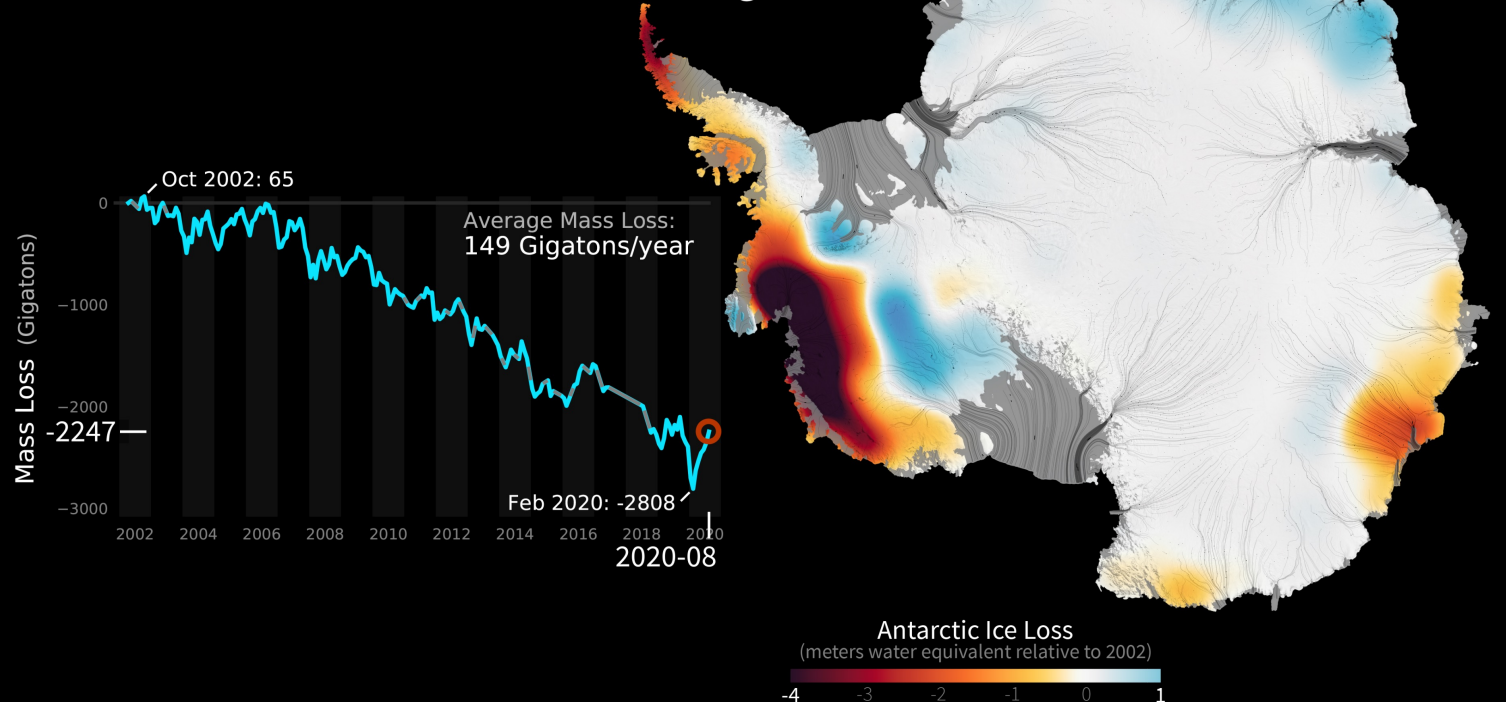 Oct 2002: 65
0
Average Mass Loss:
149 Gigatons/year
−1000
−2000
-2247
Mass Loss (Gigatons)
Feb 2020: -2808
−3000
2002 2004 2006 2008 2010 2012 2014 2016 2018 2020
2020-08
Antarctic Ice Loss
(meters water equivalent relative to 2002)
-4 -3 -2 -1 0 1